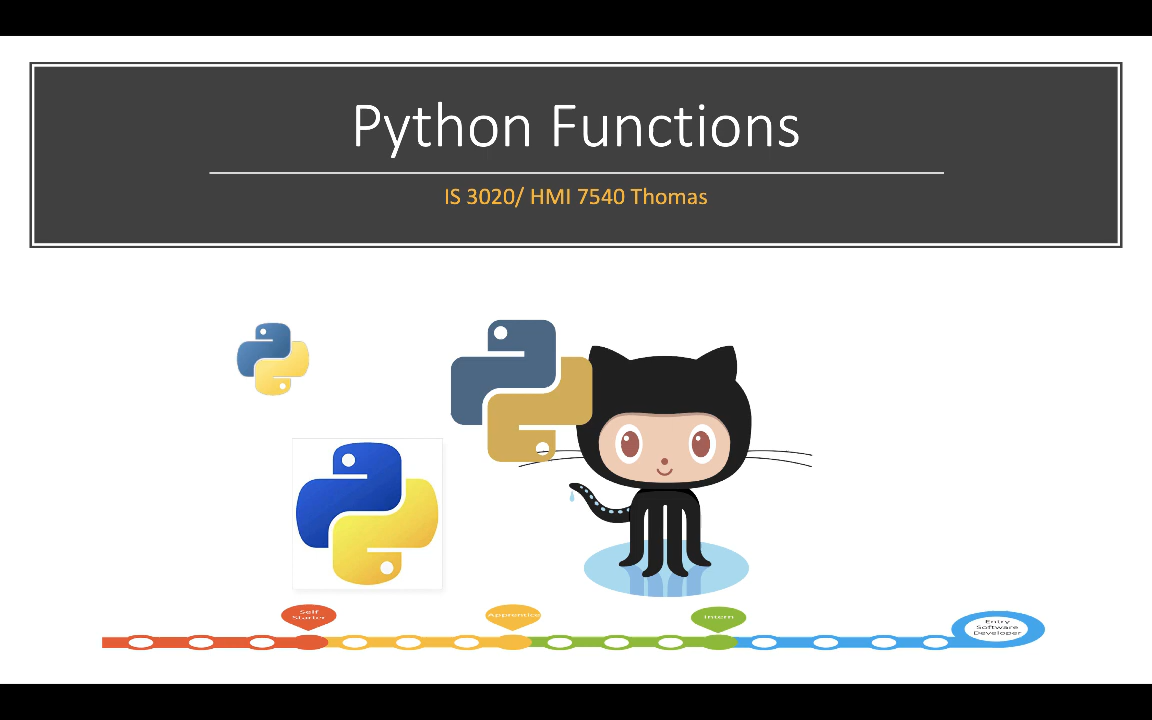 Python Functions
IS 3020/ HMI 7540 Thomas
Self
Starter
Apprentice
Intern
Entry
Software
Developer